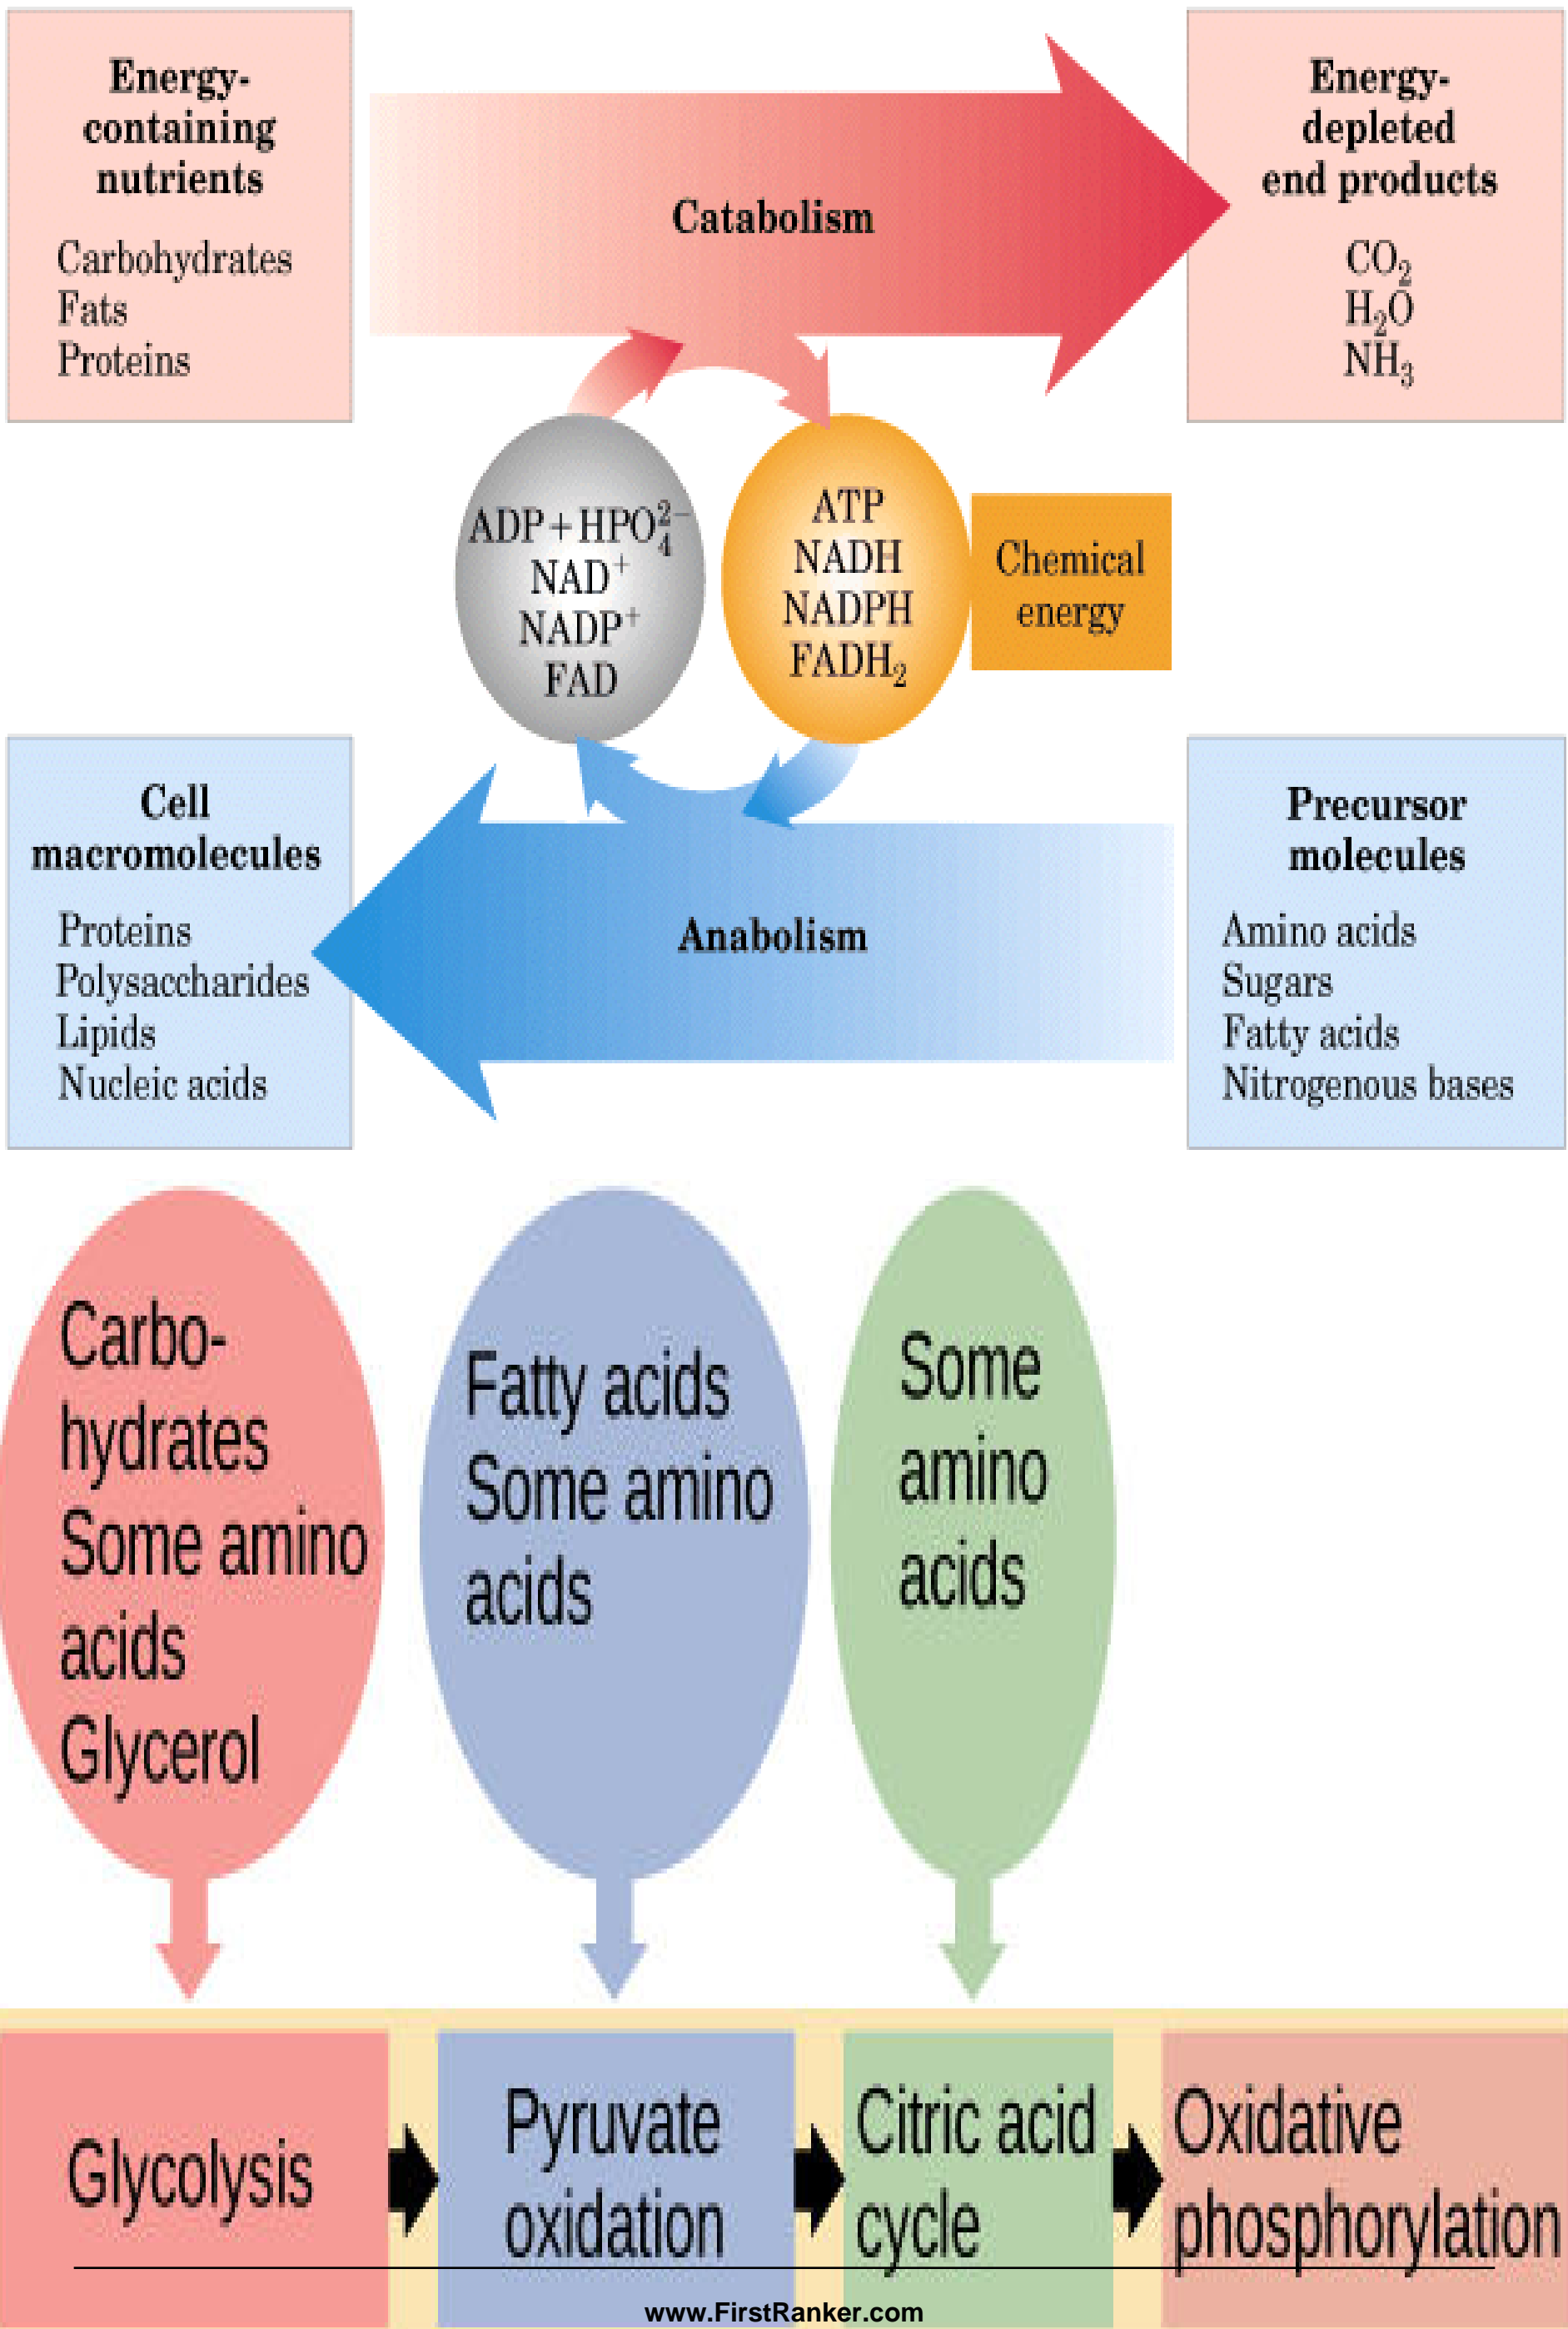 Energy-
containing
nutrients
Carbohydrates
Fats
Proteins
Catabolism
Energy-
depleted
end products
CO₂
H₂O
NH₃
ADP + HPO₄²⁻
NAD⁺
NADP⁺
FAD
ATP
NADH
NADPH
FADH₂
Chemical
energy
Cell
macromolecules
Proteins
Polysaccharides
Lipids
Nucleic acids
Anabolism
Precursor
molecules
Amino acids
Sugars
Fatty acids
Nitrogenous bases
Carbo-
hydrates
Some amino
acids
Glycerol
Fatty acids
Some amino
acids
Some
amino
acids
Glycolysis
Pyruvate
oxidation
Citric acid
cycle
Oxidative
phosphorylation
www.FirstRanker.com